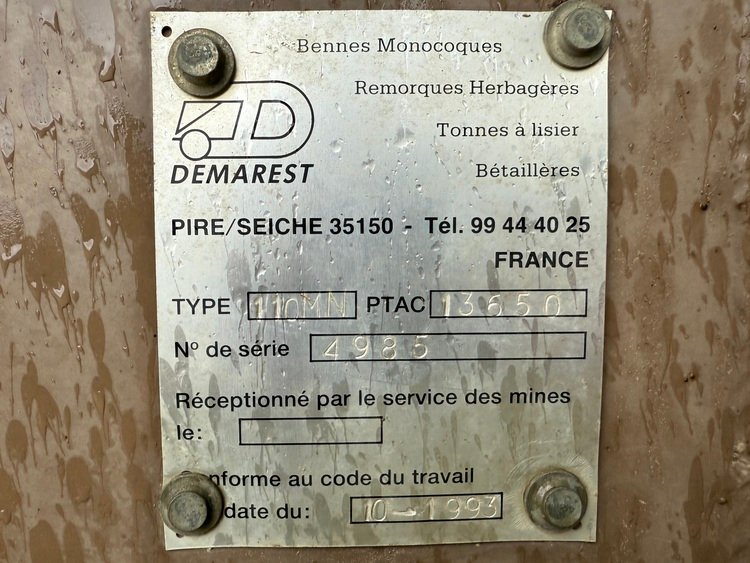 Bennes Monocoques
Remorques Herbagères
Tonnes à lisier
Bétaillères
D
DEMAREST
PIRE/SEICHE 35150 - Tél. 99 44 40 25
FRANCE
TYPE 110MN PTAC 13650
N° de série 4985
Réceptionné par le service des mines
le:
nforme au code du travail
date du: 10-1993